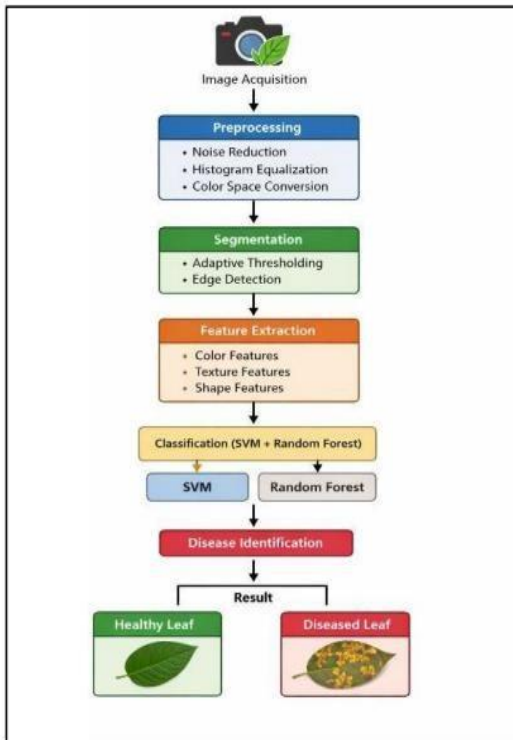 Image Acquisition
Preprocessing
• Noise Reduction
• Histogram Equalization
• Color Space Conversion
Segmentation
• Adaptive Thresholding
• Edge Detection
Feature Extraction
• Color Features
• Texture Features
• Shape Features
Classification (SVM + Random Forest)
SVM
Random Forest
Disease Identification
Result
Healthy Leaf
Diseased Leaf